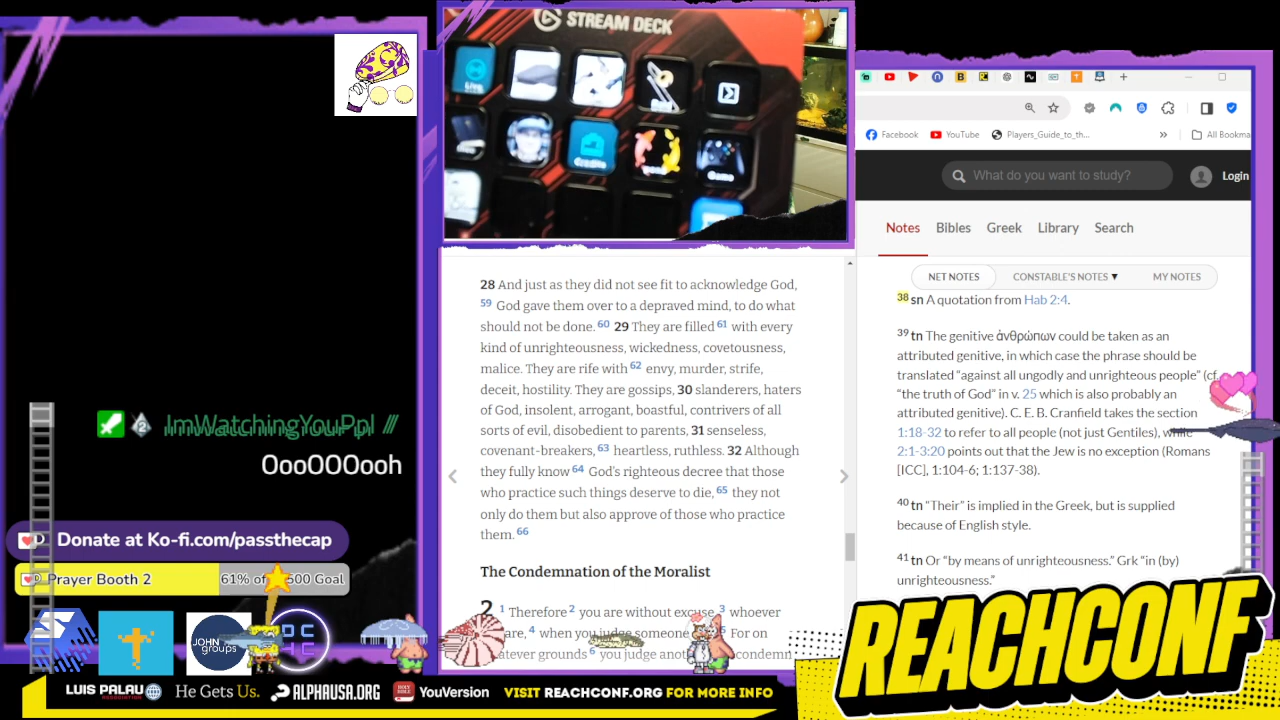 STREAM DECK
Game
ImWatchingYouPpl
OooOOOooh
Donate at Ko-fi.com/passthecap
Prayer Booth 2
61% of
500 Goal
JOHN
groups
28 And just as they did not see fit to acknowledge God,
59 God gave them over to a depraved mind, to do what
should not be done. 60 29 They are filled 61 with every
kind of unrighteousness, wickedness, covetousness,
malice. They are rife with 62 envy, murder, strife,
deceit, hostility. They are gossips, 30 slanderers, haters
of God, insolent, arrogant, boastful, contrivers of all
sorts of evil, disobedient to parents, 31 senseless,
covenant-breakers, 63 heartless, ruthless. 32 Although
they fully know 64 God's righteous decree that those
who practice such things deserve to die, 65 they not
only do them but also approve of those who practice
them. 66
The Condemnation of the Moralist
2 1 Therefore 2 you are without excuse, 3 whoever
are, 4 when you judge someone For on
atever grounds 6 you judge condemn
Facebook
YouTube
Players_Guide_to_th...
»
All Bookma
What do you want to study?
Login
Notes
Bibles
Greek
Library
Search
NET NOTES
CONSTABLE'S NOTES ▼
MY NOTES
38 sn A quotation from Hab 2:4.
39 tn The genitive ἀνθρώπων could be taken as an
attributed genitive, in which case the phrase should be
translated “against all ungodly and unrighteous people” (cf.
“the truth of God” in v. 25 which is also probably an
attributed genitive). C. E. B. Cranfield takes the section
1:18-32 to refer to all people (not just Gentiles), while
2:1-3:20 points out that the Jew is no exception (Romans
[ICC], 1:104-6; 1:137-38).
40 tn “Their” is implied in the Greek, but is supplied
because of English style.
41 tn Or “by means of unrighteousness.” Grk “in (by)
unrighteousness.”
REACHCONF
LUIS PALAU
ASSOCIATION
He Gets Us.
ALPHAUSA.ORG
HOLY BIBLE
YouVersion
VISIT REACHCONF.ORG FOR MORE INFO